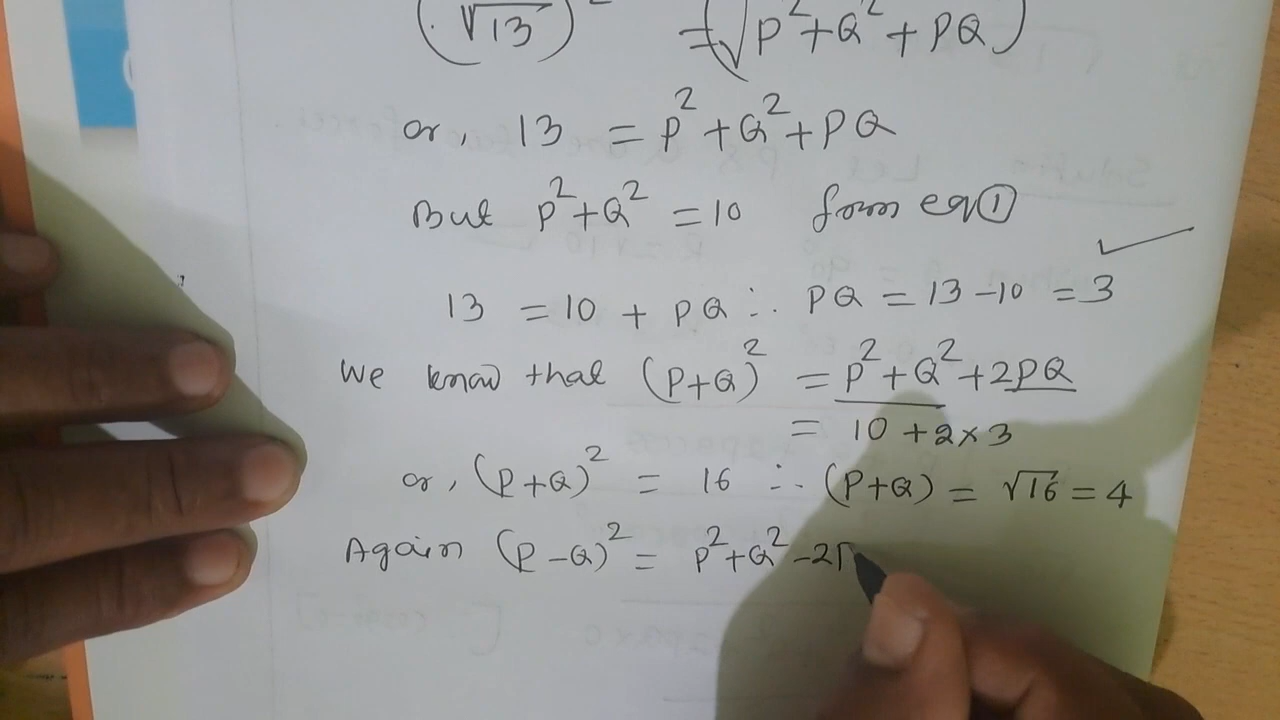 (√13)² = (√P²+Q²+PQ)
or, 13 = P²+Q²+PQ
But P²+Q² = 10 from eq ①
13 = 10 + PQ ∴ PQ = 13 - 10 = 3
We know that (P+Q)² = P²+Q²+2PQ
= 10 + 2×3
or, (P+Q)² = 16 ∴ (P+Q) = √16 = 4
Again (P-Q)² = P²+Q²-2